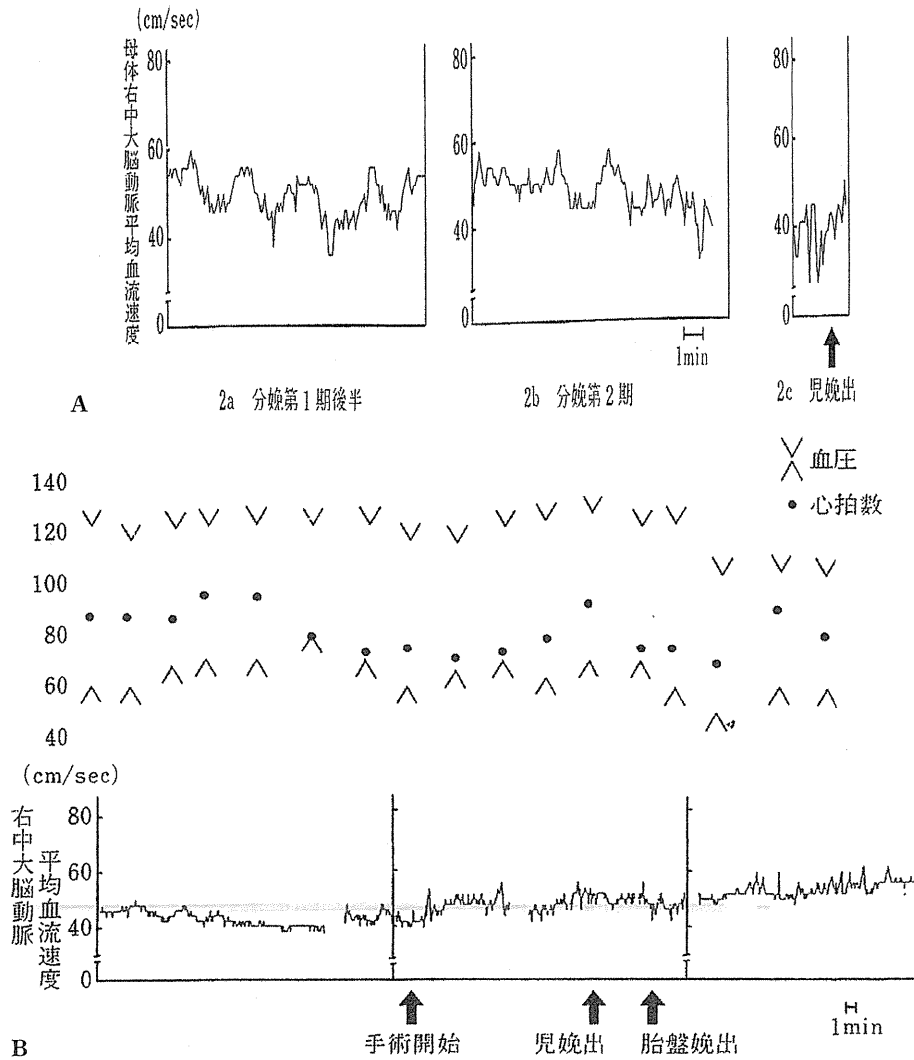 (cm/sec)
母体右中大脳動脈平均血流速度
80
60
40
0
80
60
40
0
80
60
40
0
1min
A
2a 分娩第1期後半
2b 分娩第2期
2c 児娩出
血圧
心拍数
140
120
100
80
60
40
(cm/sec)
右中大脳動脈
平均血流速度
80
60
40
0
手術開始
児娩出
胎盤娩出
1min
B